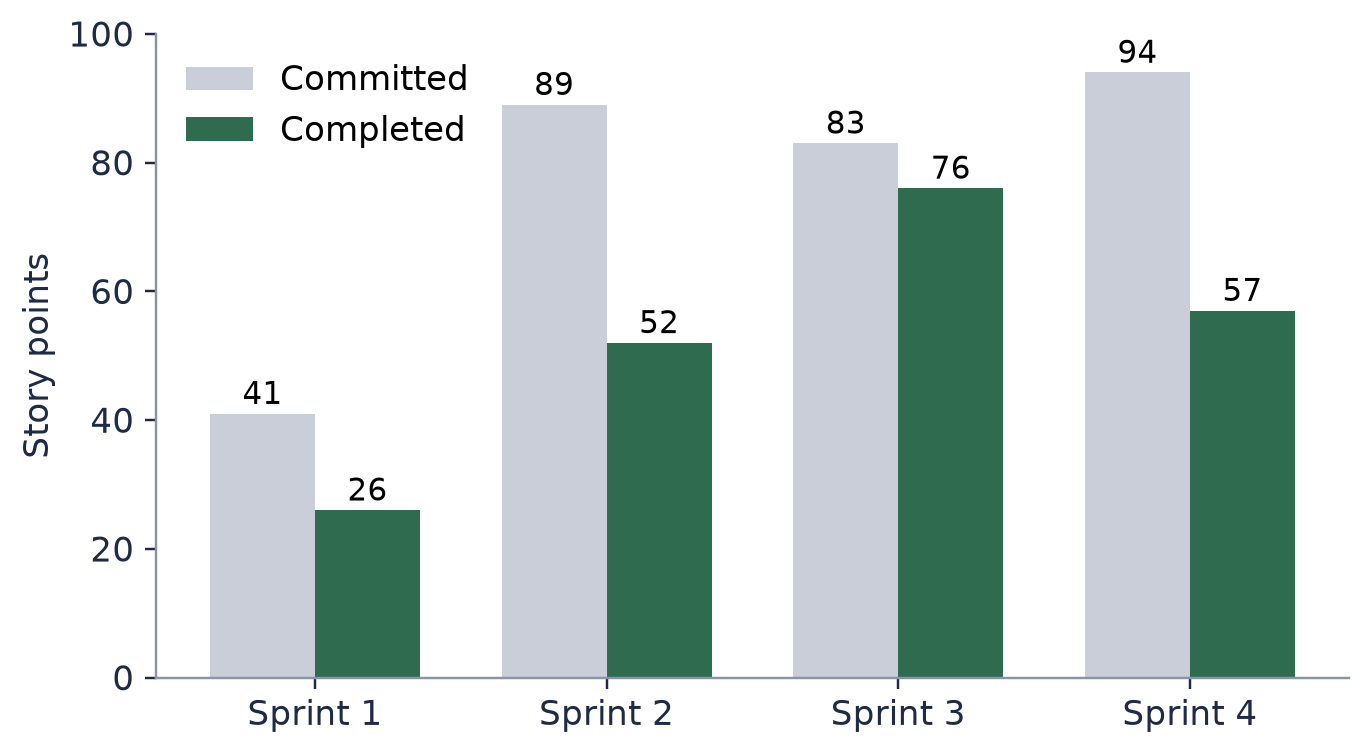 100
80
60
40
20
0
Story points
Committed
Completed
41
26
89
52
83
76
94
57
Sprint 1
Sprint 2
Sprint 3
Sprint 4